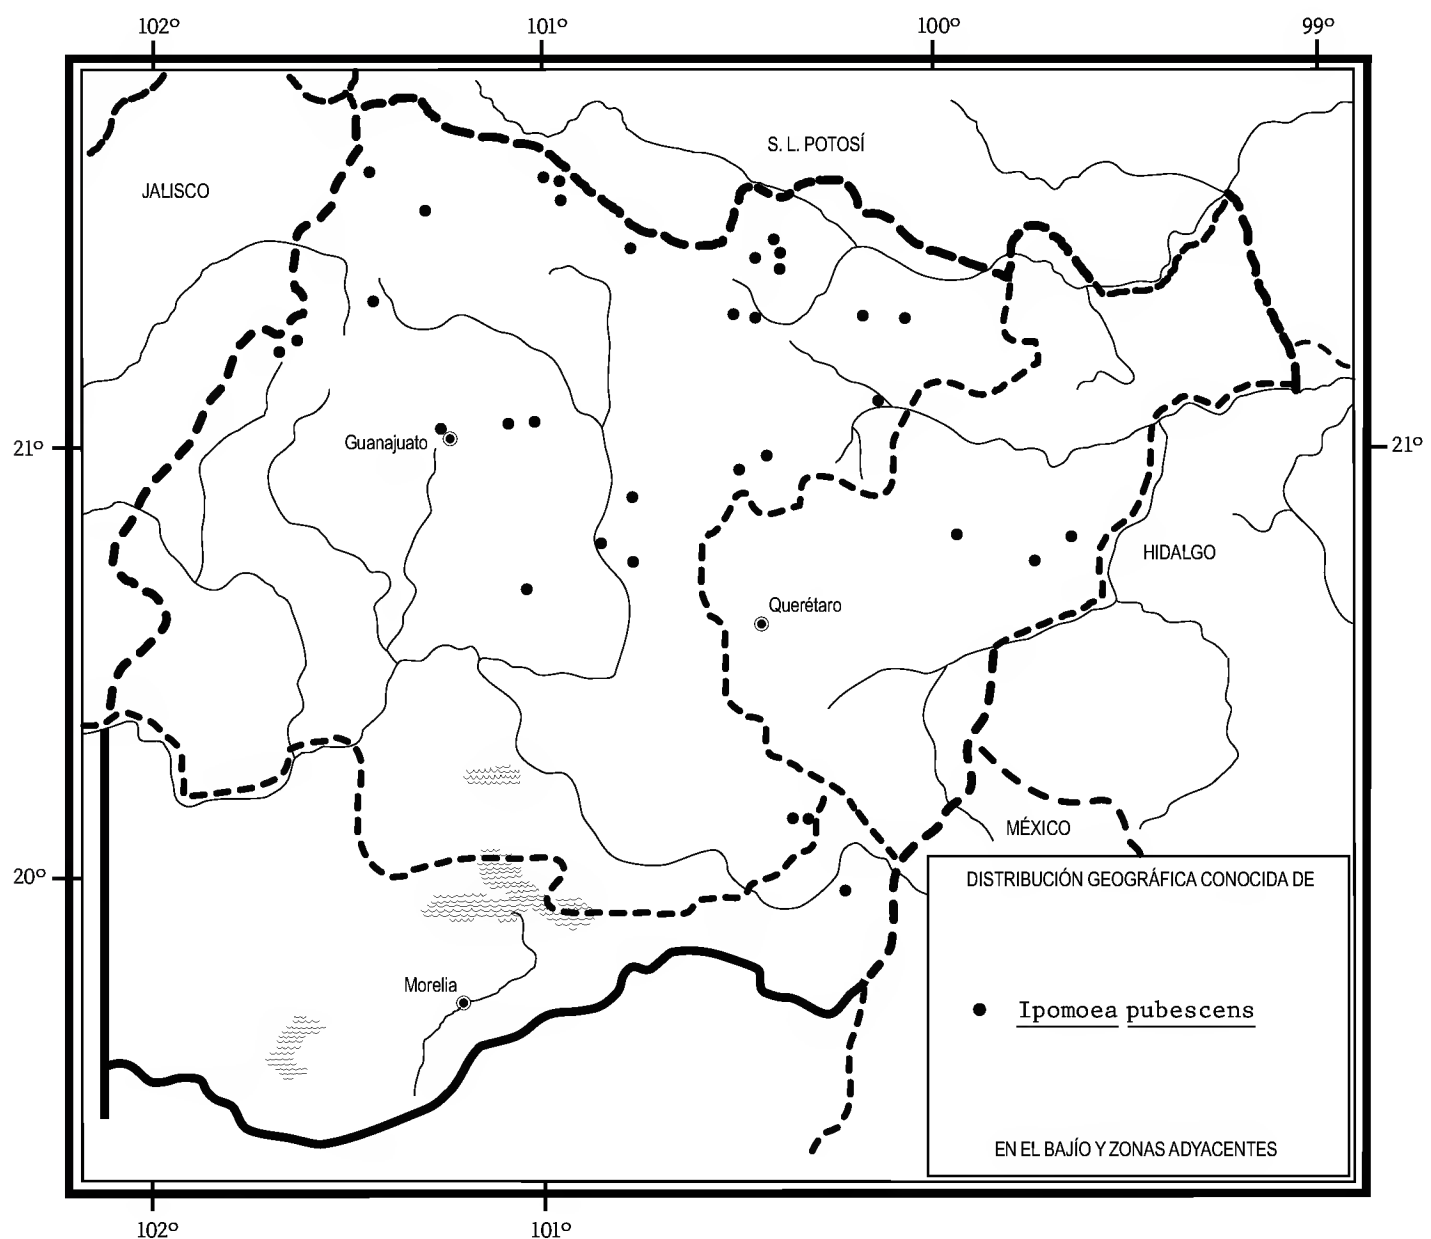 102º 101º 100º 99º
S. L. POTOSÍ
JALISCO
Guanajuato
21º 21º
HIDALGO
Querétaro
MÉXICO
20º
DISTRIBUCIÓN GEOGRÁFICA CONOCIDA DE
Morelia
Ipomoea pubescens
EN EL BAJÍO Y ZONAS ADYACENTES
102º 101º